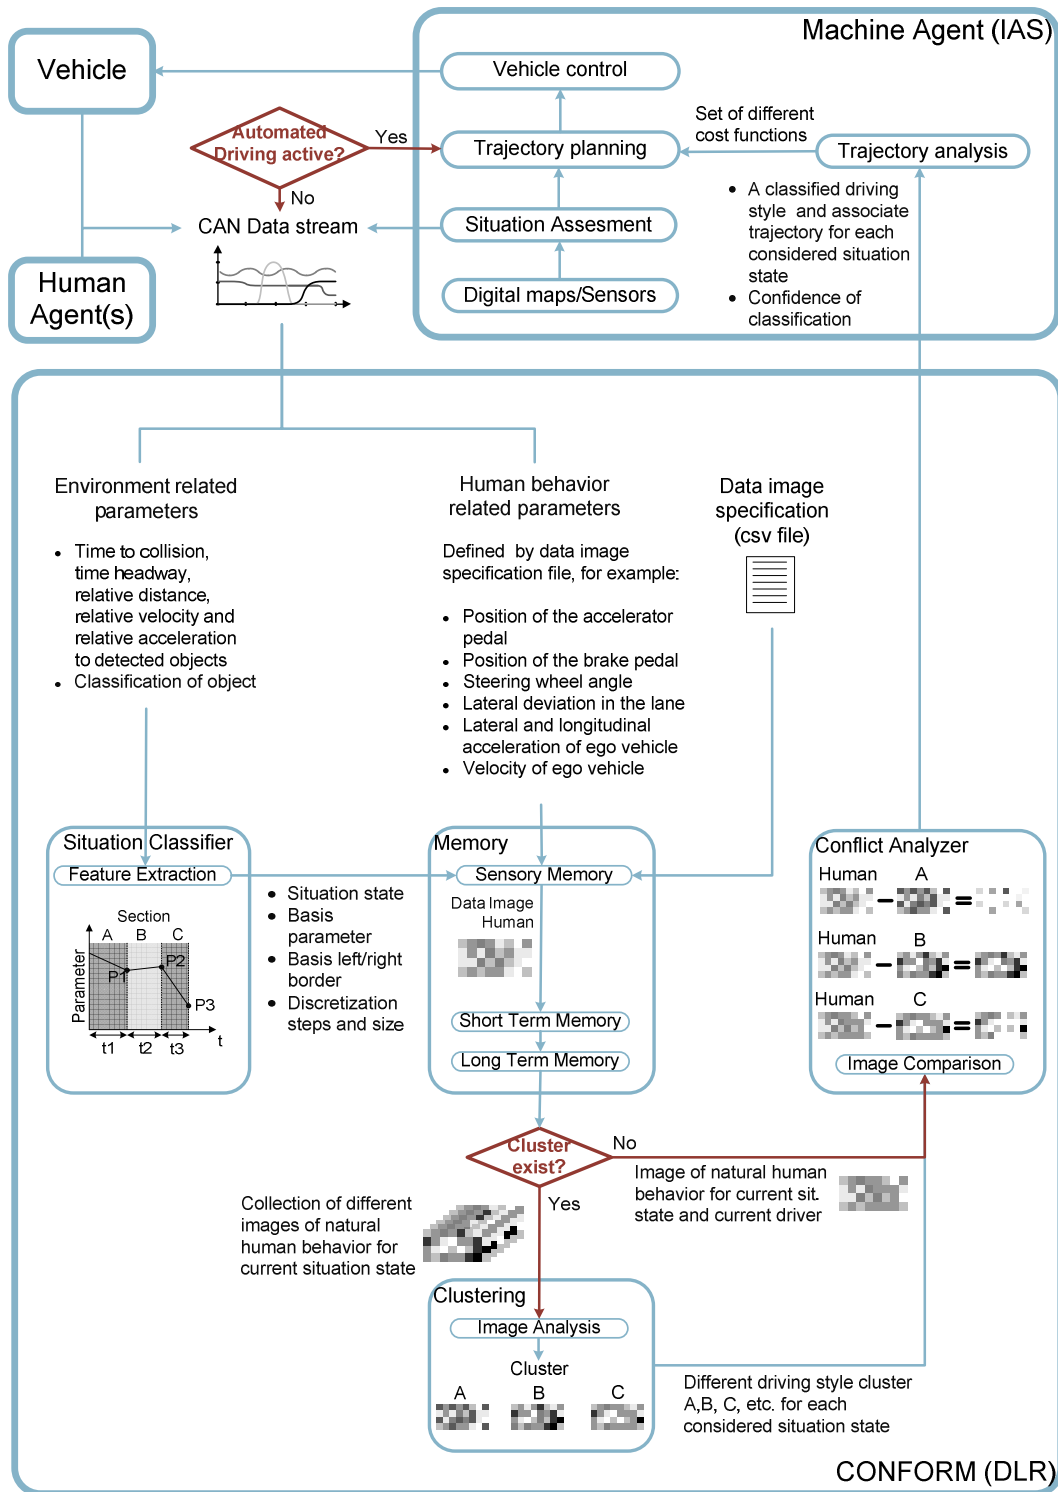 Machine Agent (IAS)
Vehicle
Vehicle control
Automated
Driving active?
Yes
No
Trajectory planning
Set of different
cost functions
Trajectory analysis
CAN Data stream
Situation Assesment
Digital maps/Sensors
• A classified driving
style and associate
trajectory for each
considered situation
state
• Confidence of
classification
Human
Agent(s)
Environment related
parameters
• Time to collision,
time headway,
relative distance,
relative velocity and
relative acceleration
to detected objects
• Classification of object
Human behavior
related parameters
Defined by data image
specification file, for example:
• Position of the accelerator
pedal
• Position of the brake pedal
• Steering wheel angle
• Lateral deviation in the lane
• Lateral and longitudinal
acceleration of ego vehicle
• Velocity of ego vehicle
Data image
specification
(csv file)
Situation Classifier
Feature Extraction
Section
A B C
Parameter
P1
P2
P3
t
t1 t2 t3
• Situation state
• Basis
parameter
• Basis left/right
border
• Discretization
steps and size
Memory
Sensory Memory
Data Image
Human
Short Term Memory
Long Term Memory
Conflict Analyzer
Human A
Human B
Human C
Image Comparison
Cluster
exist?
No
Yes
Image of natural human
behavior for current sit.
state and current driver
Collection of different
images of natural
human behavior for
current situation state
Clustering
Image Analysis
Cluster
A B C
Different driving style cluster
A,B, C, etc. for each
considered situation state
CONFORM (DLR)